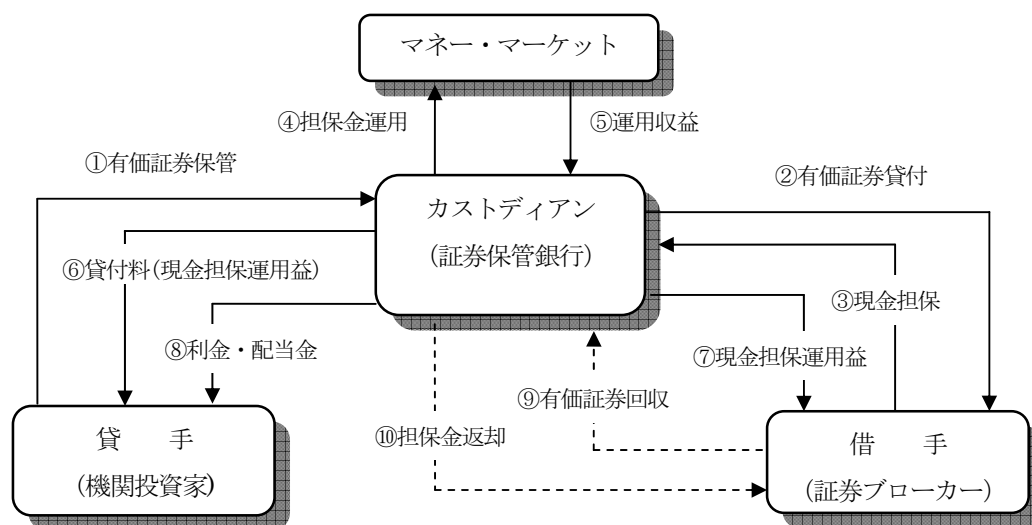 マネー・マーケット
④担保金運用
⑤運用収益
①有価証券保管
②有価証券貸付
カストディアン
(証券保管銀行)
⑥貸付料(現金担保運用益)
③現金担保
⑧利金・配当金
⑦現金担保運用益
⑨有価証券回収
⑩担保金返却
貸 手
(機関投資家)
借 手
(証券ブローカー)